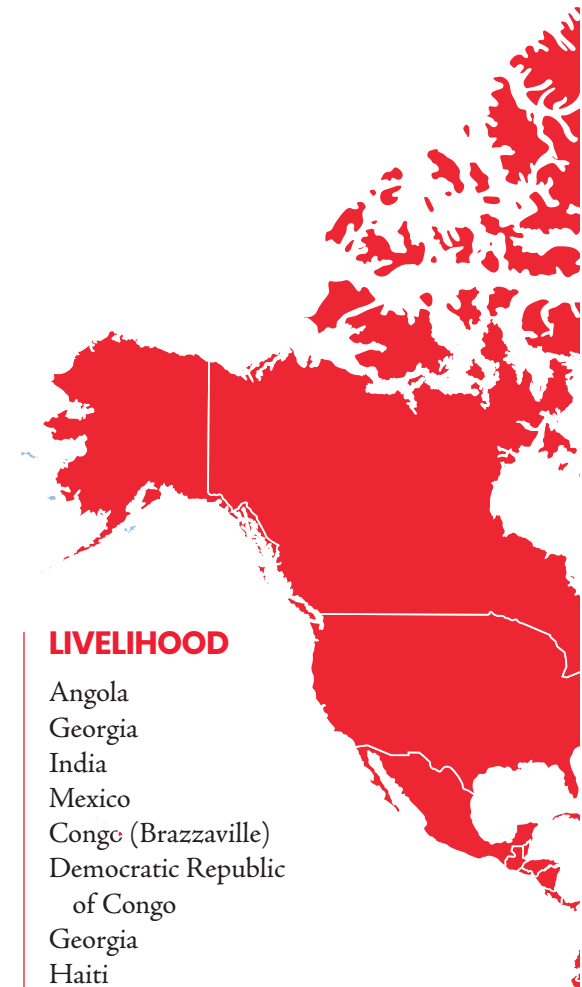 LIVELIHOOD
Angola
Georgia
India
Mexico
Congo (Brazzaville)
Democratic Republic
of Congo
Georgia
Haiti